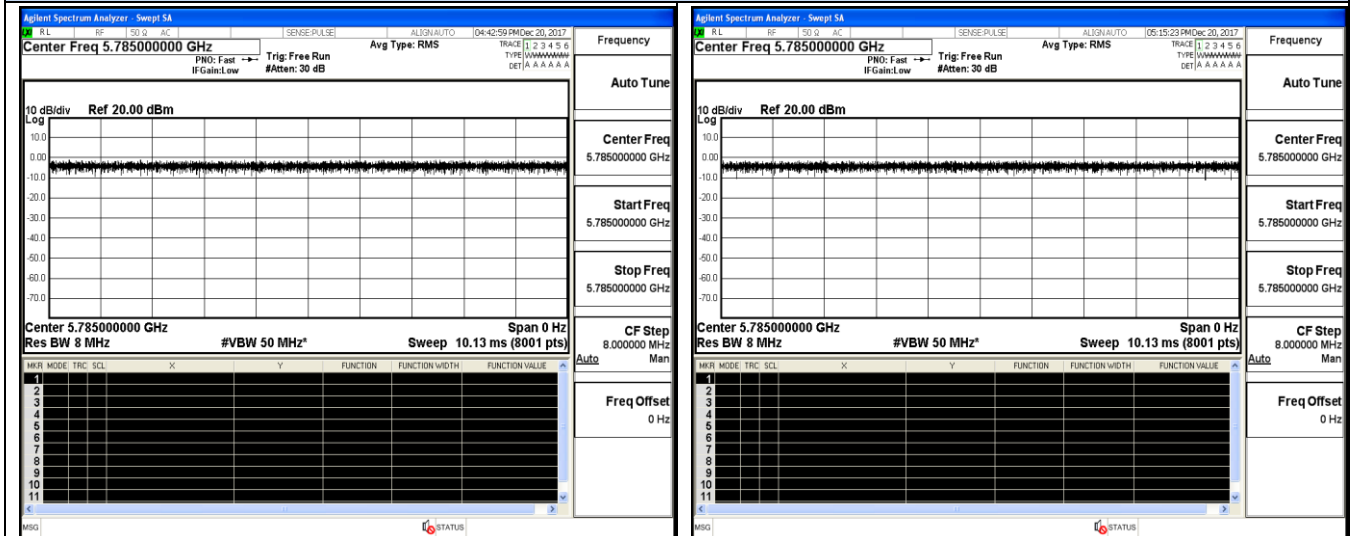 Agilent Spectrum Analyzer - Swept SA
RL RF 50 Ω AC SENSE:PULSE ALIGNAUTO 04:42:59 PM Dec 20, 2017
Center Freq 5.785000000 GHz
PNO: Fast
IFGain:Low
Trig: Free Run
#Atten: 30 dB
Avg Type: RMS
TRACE 1 2 3 4 5 6
TYPE WWWWWW
DET A A A A A A
10 dB/div Ref 20.00 dBm
Log
10.0
0.00
-10.0
-20.0
-30.0
-40.0
-50.0
-60.0
-70.0
Center 5.785000000 GHz Span 0 Hz
Res BW 8 MHz #VBW 50 MHz* Sweep 10.13 ms (8001 pts)
MKR MODE TRC SCL X Y FUNCTION FUNCTION WIDTH FUNCTION VALUE
1
2
3
4
5
6
7
8
9
10
11
MSG STATUS
Frequency
Auto Tune
Center Freq
5.785000000 GHz
Start Freq
5.785000000 GHz
Stop Freq
5.785000000 GHz
CF Step
8.000000 MHz
Auto Man
Freq Offset
0 Hz
Agilent Spectrum Analyzer - Swept SA
RL RF 50 Ω AC SENSE:PULSE ALIGNAUTO 05:15:23 PM Dec 20, 2017
Center Freq 5.785000000 GHz
PNO: Fast
IFGain:Low
Trig: Free Run
#Atten: 30 dB
Avg Type: RMS
TRACE 1 2 3 4 5 6
TYPE WWWWWW
DET A A A A A A
10 dB/div Ref 20.00 dBm
Log
10.0
0.00
-10.0
-20.0
-30.0
-40.0
-50.0
-60.0
-70.0
Center 5.785000000 GHz Span 0 Hz
Res BW 8 MHz #VBW 50 MHz* Sweep 10.13 ms (8001 pts)
MKR MODE TRC SCL X Y FUNCTION FUNCTION WIDTH FUNCTION VALUE
1
2
3
4
5
6
7
8
9
10
11
MSG STATUS
Frequency
Auto Tune
Center Freq
5.785000000 GHz
Start Freq
5.785000000 GHz
Stop Freq
5.785000000 GHz
CF Step
8.000000 MHz
Auto Man
Freq Offset
0 Hz